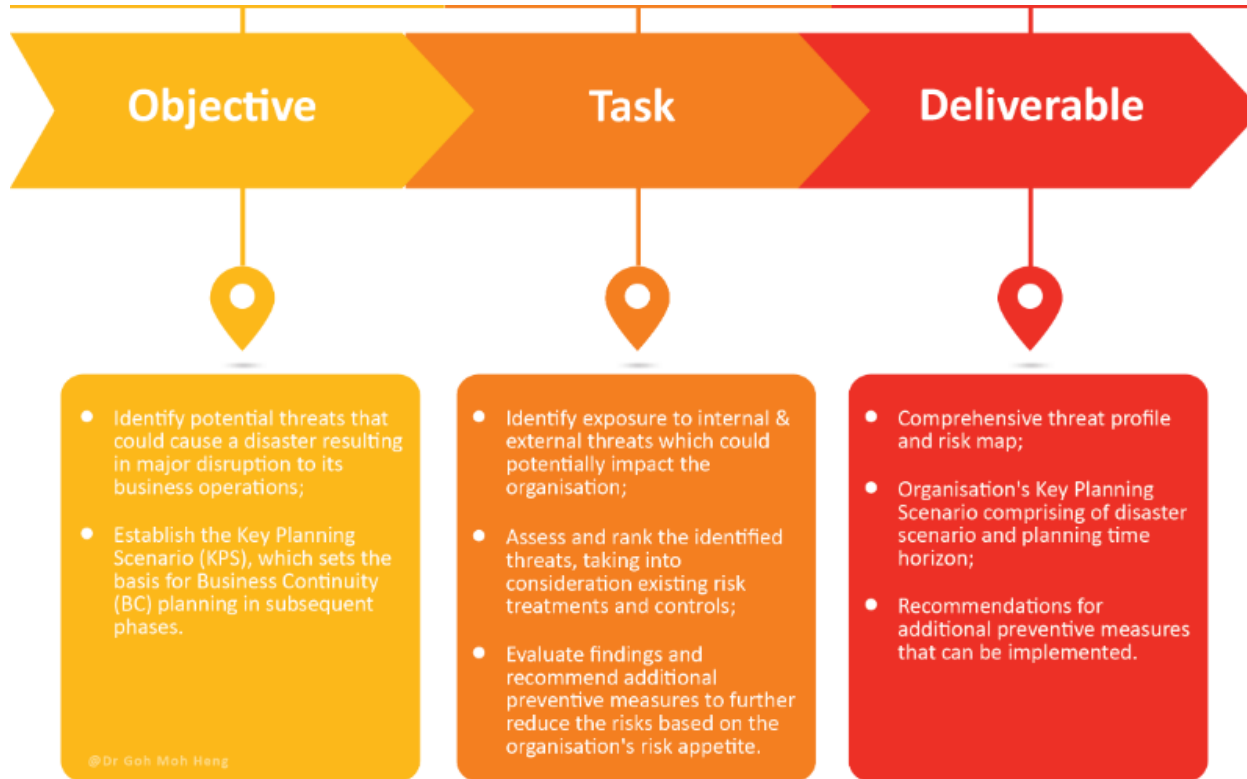 Objective
Task
Deliverable
Identify potential threats that
could cause a disaster resulting
in major disruption to its
business operations;
Establish the Key Planning
Scenario (KPS), which sets the
basis for Business Continuity
(BC) planning in subsequent
phases.
@Dr Goh Moh Heng
Identify exposure to internal &
external threats which could
potentially impact the
organisation;
Assess and rank the identified
threats, taking into
consideration existing risk
treatments and controls;
Evaluate findings and
recommend additional
preventive measures to further
reduce the risks based on the
organisation's risk appetite.
Comprehensive threat profile
and risk map;
Organisation's Key Planning
Scenario comprising of disaster
scenario and planning time
horizon;
Recommendations for
additional preventive measures
that can be implemented.